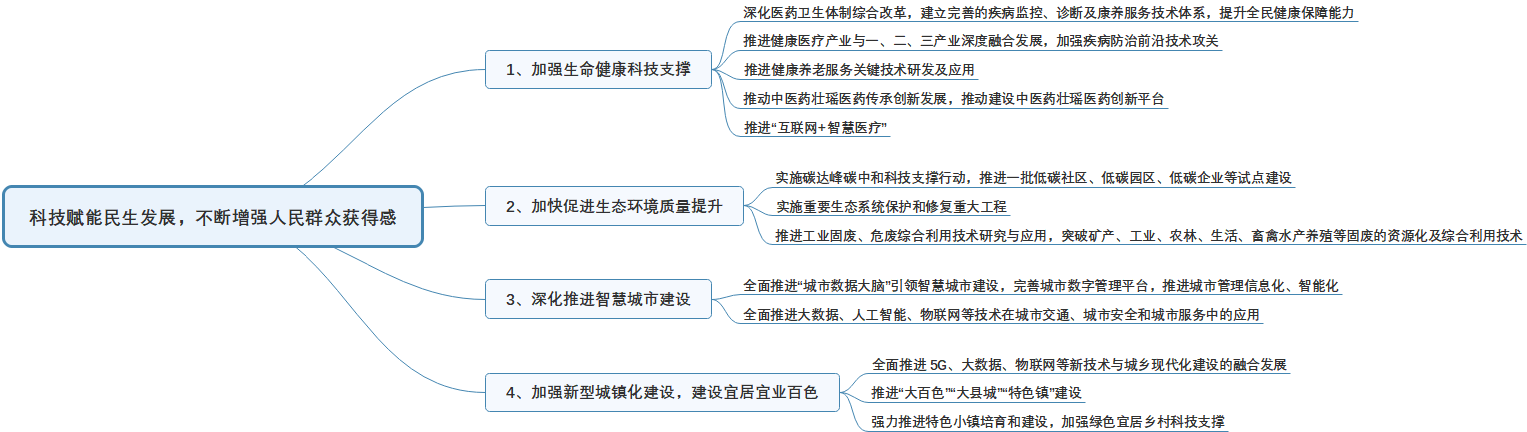 科技赋能民生发展，不断增强人民群众获得感
1、加强生命健康科技支撑
深化医药卫生体制综合改革，建立完善的疾病监控、诊断及康养服务技术体系，提升全民健康保障能力
推进健康医疗产业与一、二、三产业深度融合发展，加强疾病防治前沿技术攻关
推进健康养老服务关键技术研发及应用
推动中医药壮瑶医药传承创新发展，推动建设中医药壮瑶医药创新平台
推进“互联网+智慧医疗”
2、加快促进生态环境质量提升
实施碳达峰碳中和科技支撑行动，推进一批低碳社区、低碳园区、低碳企业等试点建设
实施重要生态系统保护和修复重大工程
推进工业固废、危废综合利用技术研究与应用，突破矿产、工业、农林、生活、畜禽水产养殖等固废的资源化及综合利用技术
3、深化推进智慧城市建设
全面推进“城市数据大脑”引领智慧城市建设，完善城市数字管理平台，推进城市管理信息化、智能化
全面推进大数据、人工智能、物联网等技术在城市交通、城市安全和城市服务中的应用
4、加强新型城镇化建设，建设宜居宜业百色
全面推进 5G、大数据、物联网等新技术与城乡现代化建设的融合发展
推进“大百色”“大县城”“特色镇”建设
强力推进特色小镇培育和建设，加强绿色宜居乡村科技支撑